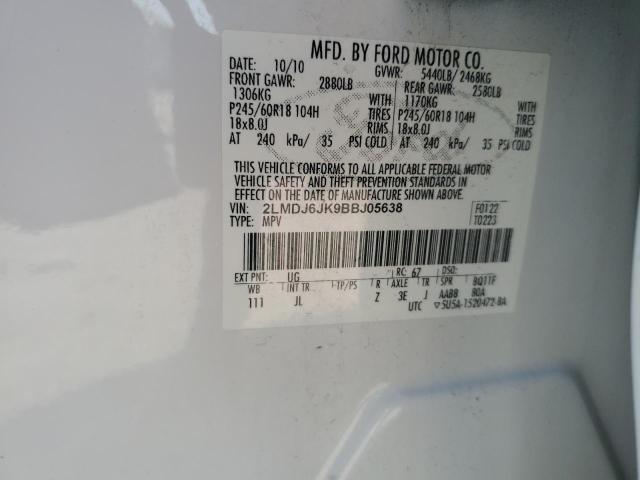 MFD. BY FORD MOTOR CO.
DATE: 10/10 GVWR: 5440LB/ 2468KG
FRONT GAWR: 2880LB REAR GAWR: 2580LB
1306KG WITH 1170KG WITH
P245/60R18 104H TIRES P245/60R18 104H TIRES
18x8.0J RIMS 18x8.0J RIMS
AT 240 kPa/ 35 PSI COLD AT 240 kPa/ 35 PSI COLD
THIS VEHICLE CONFORMS TO ALL APPLICABLE FEDERAL MOTOR
VEHICLE SAFETY AND THEFT PREVENTION STANDARDS IN
EFFECT ON THE DATE OF MANUFACTURE SHOWN ABOVE.
VIN: 2LMDJ6JK9BBJ05638 F0122
TYPE: MPV T0223
EXT PNT: UG RC: 67 DSO:
WB INT TR TP/PS R AXLE TR SPR BQ11F
111 JL Z 3E J AABB 80A
UTC ▽5U5A-1520472-BA